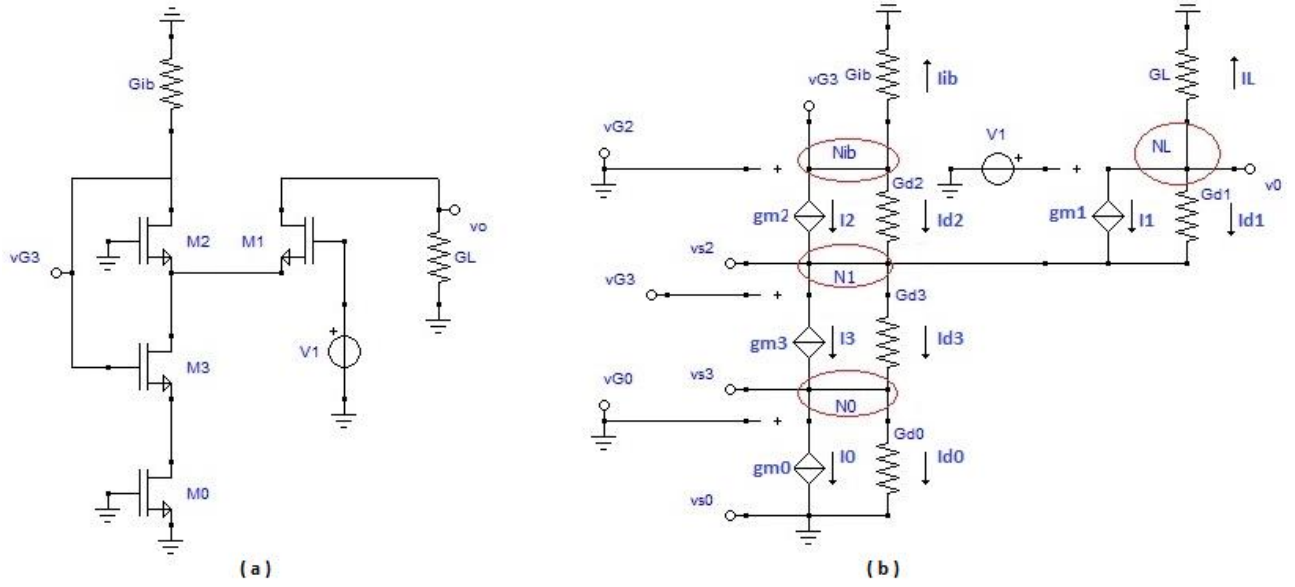 Gib
vG3
M2
M1
vo
GL
M3
V1
M0
( a )
Gib
Iib
GL
IL
vG3
vG2
V1
NL
Nib
Gd2
v0
Gd1
gm2
I2
Id2
gm1
I1
Id1
vs2
N1
vG3
Gd3
gm3
I3
Id3
vG0
vs3
N0
Gd0
gm0
I0
Id0
vs0
( b )